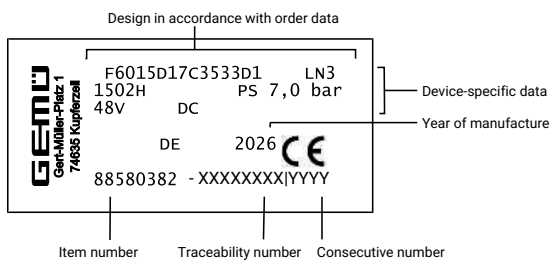 Design in accordance with order data
GEMÜ
Gert-Müller-Platz 1
74635 Kupferzell
F6015D17C3533D1 LN3
1502H PS 7,0 bar
48V DC
Device-specific data
Year of manufacture
DE 2026 CE
88580382 -XXXXXXXX|YYYY
Item number Traceability number Consecutive number